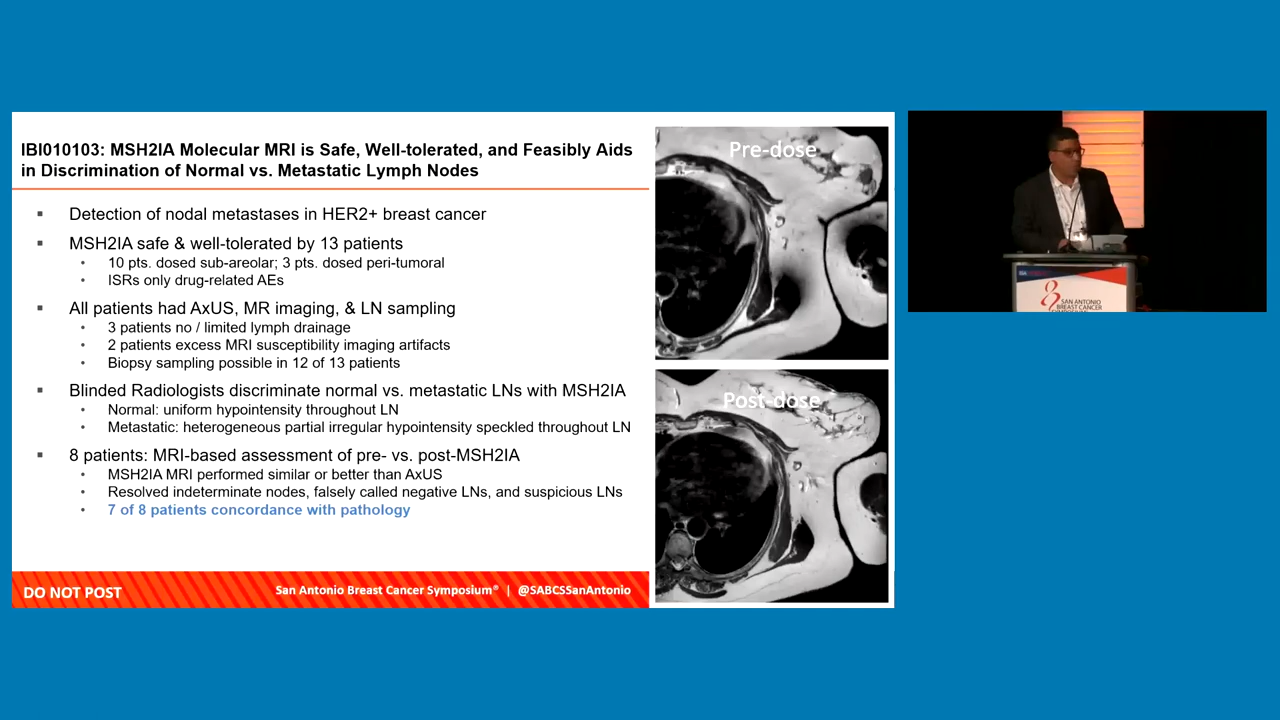 IBI010103: MSH2IA Molecular MRI is Safe, Well-tolerated, and Feasibly Aids
in Discrimination of Normal vs. Metastatic Lymph Nodes
▪ Detection of nodal metastases in HER2+ breast cancer
▪ MSH2IA safe & well-tolerated by 13 patients
• 10 pts. dosed sub-areolar; 3 pts. dosed peri-tumoral
• ISRs only drug-related AEs
▪ All patients had AxUS, MR imaging, & LN sampling
• 3 patients no / limited lymph drainage
• 2 patients excess MRI susceptibility imaging artifacts
• Biopsy sampling possible in 12 of 13 patients
▪ Blinded Radiologists discriminate normal vs. metastatic LNs with MSH2IA
• Normal: uniform hypointensity throughout LN
• Metastatic: heterogeneous partial irregular hypointensity speckled throughout LN
▪ 8 patients: MRI-based assessment of pre- vs. post-MSH2IA
• MSH2IA MRI performed similar or better than AxUS
• Resolved indeterminate nodes, falsely called negative LNs, and suspicious LNs
• 7 of 8 patients concordance with pathology
DO NOT POST
San Antonio Breast Cancer Symposium® | @SABCSSanAntonio
Pre-dose
Post-dose
SAN ANTONIO
BREAST CANCER
SYMPOSIUM